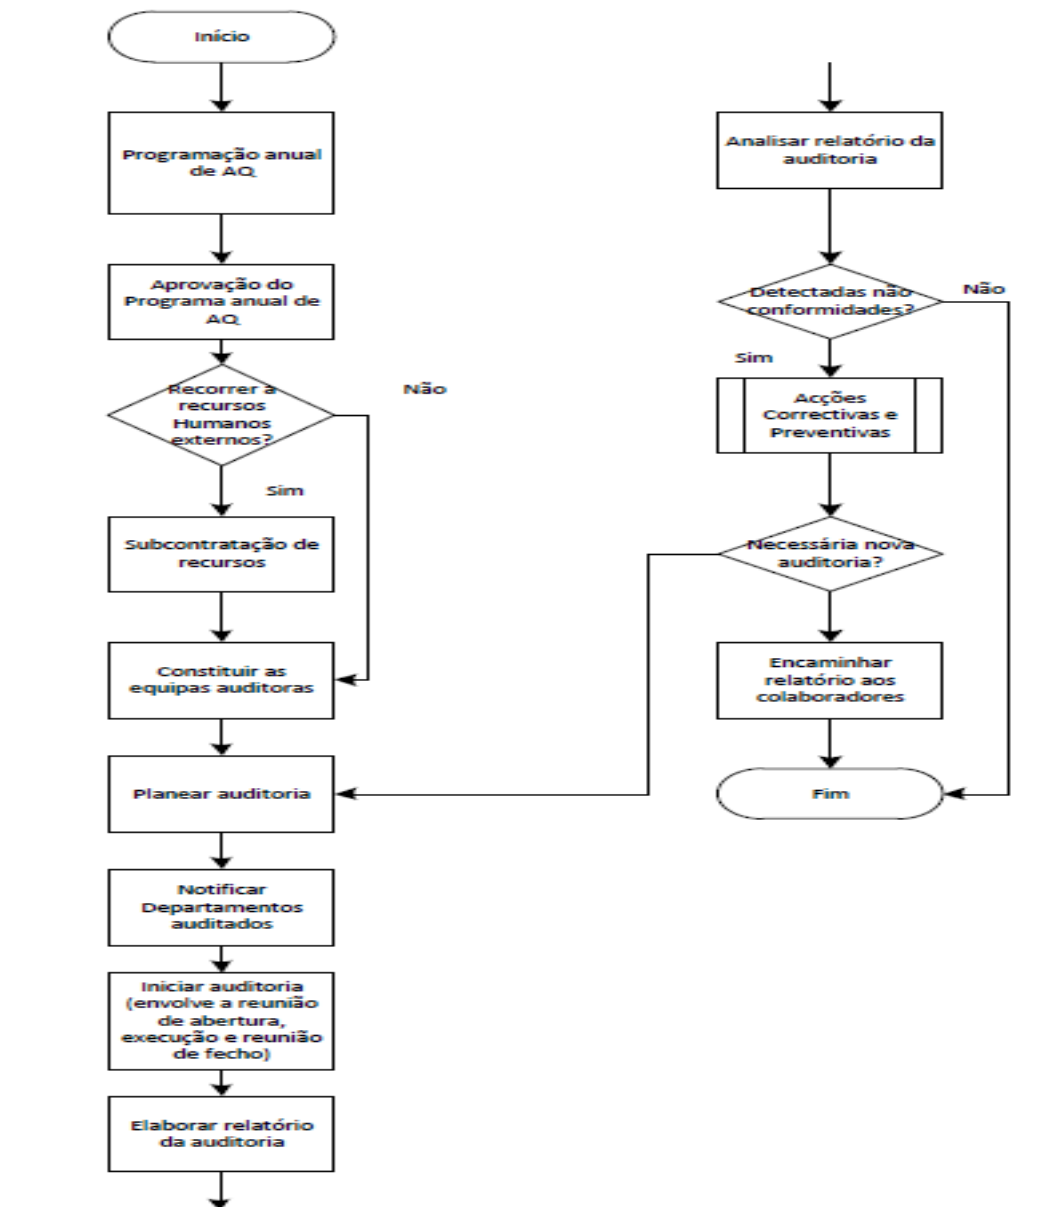 Início
Programação anual
de AQ
Aprovação do
Programa anual de
AQ
Recorrer a
recursos
Humanos
externos?
Não
Sim
Subcontratação de
recursos
Constituir as
equipas auditoras
Planear auditoria
Notificar
Departamentos
auditados
Iniciar auditoria
(envolve a reunião
de abertura,
execução e reunião
de fecho)
Elaborar relatório
da auditoria
Analisar relatório da
auditoria
Detectadas não
conformidades?
Não
Sim
Acções
Correctivas e
Preventivas
Necessária nova
auditoria?
Encaminhar
relatório aos
colaboradores
Fim